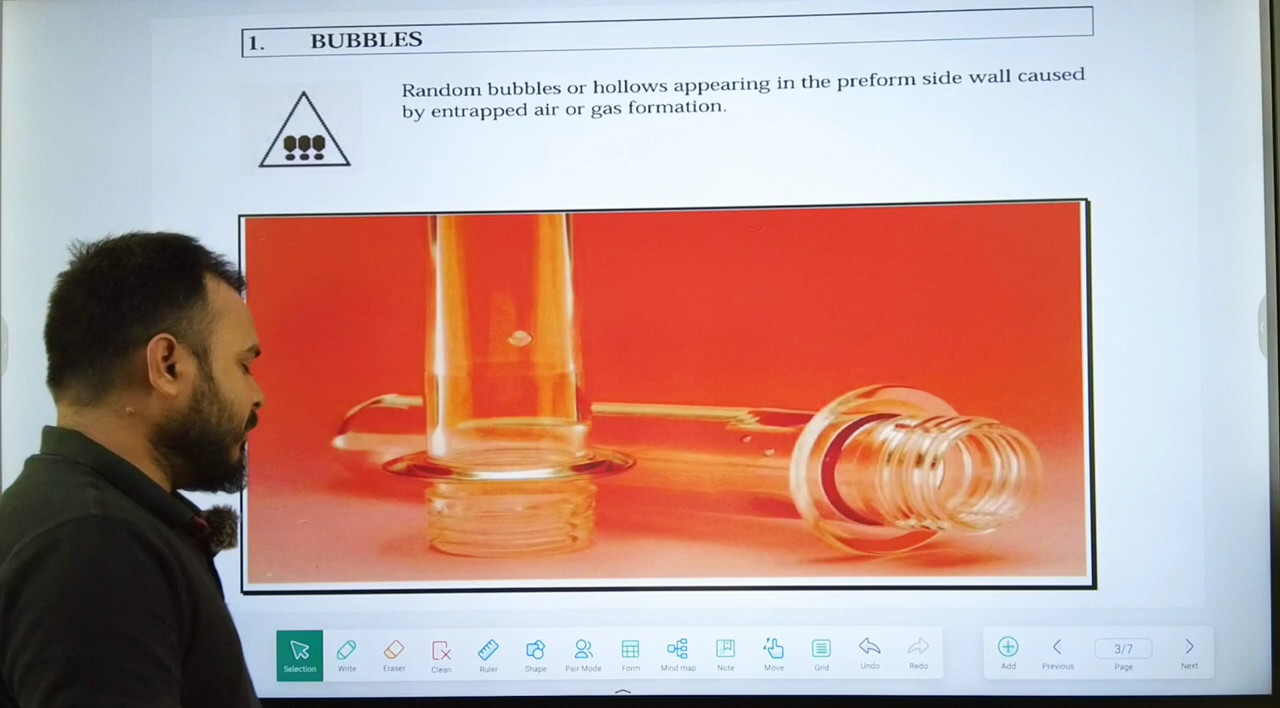 1. BUBBLES
Random bubbles or hollows appearing in the preform side wall caused
by entrapped air or gas formation.
!!!
Selection Write Eraser Clean Ruler Shape Pair Mode Form Mind map Note Move Grid Undo Redo
Add Previous 3/7 Page Next